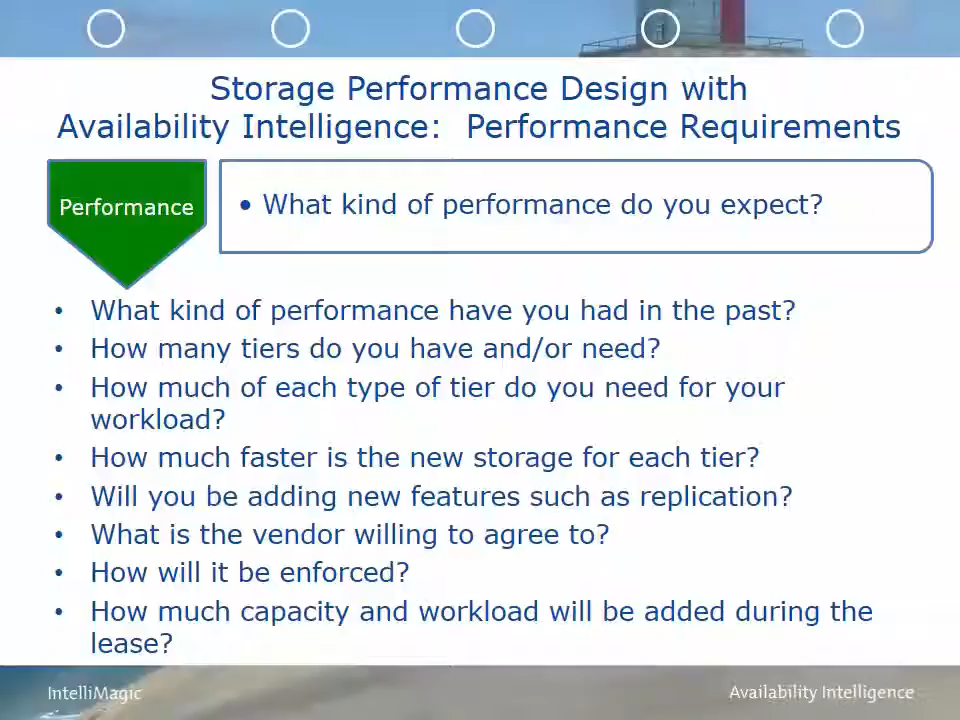 Storage Performance Design with
Availability Intelligence:  Performance Requirements
Performance
• What kind of performance do you expect?
• What kind of performance have you had in the past?
• How many tiers do you have and/or need?
• How much of each type of tier do you need for your
workload?
• How much faster is the new storage for each tier?
• Will you be adding new features such as replication?
• What is the vendor willing to agree to?
• How will it be enforced?
• How much capacity and workload will be added during the
lease?
IntelliMagic
Availability Intelligence